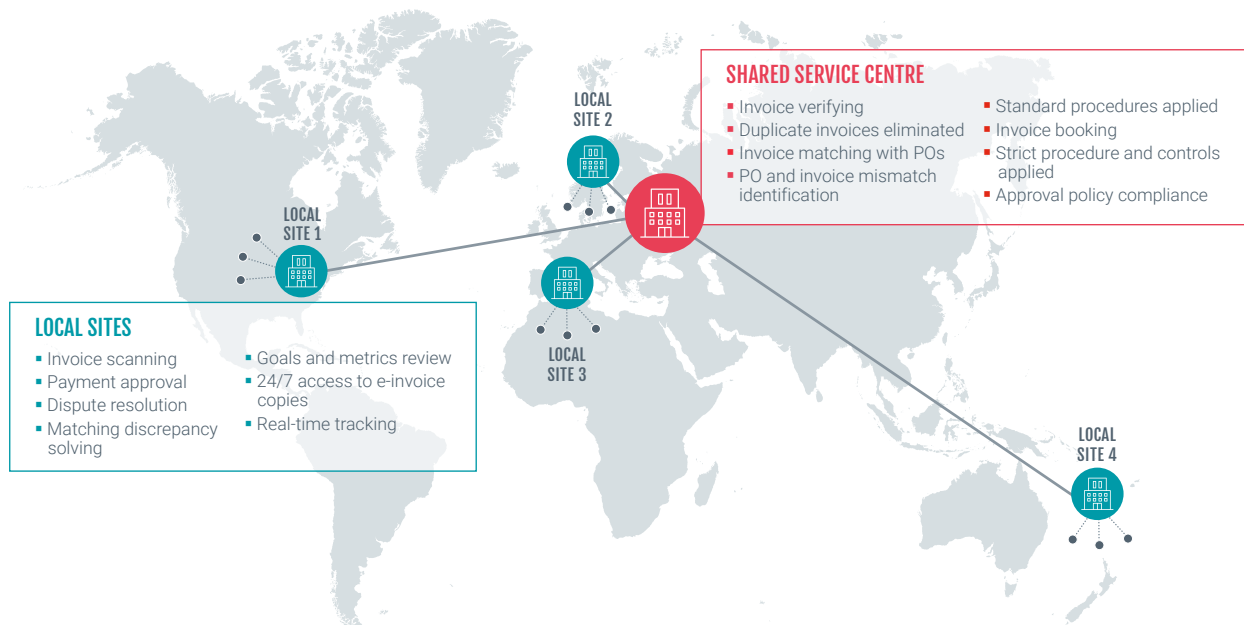 SHARED SERVICE CENTRE
Invoice verifying
Duplicate invoices eliminated
Invoice matching with POs
PO and invoice mismatch
identification
Standard procedures applied
Invoice booking
Strict procedure and controls
applied
Approval policy compliance
LOCAL
SITE 2
LOCAL
SITE 1
LOCAL SITES
Invoice scanning
Payment approval
Dispute resolution
Matching discrepancy
solving
Goals and metrics review
24/7 access to e-invoice
copies
Real-time tracking
LOCAL
SITE 3
LOCAL
SITE 4